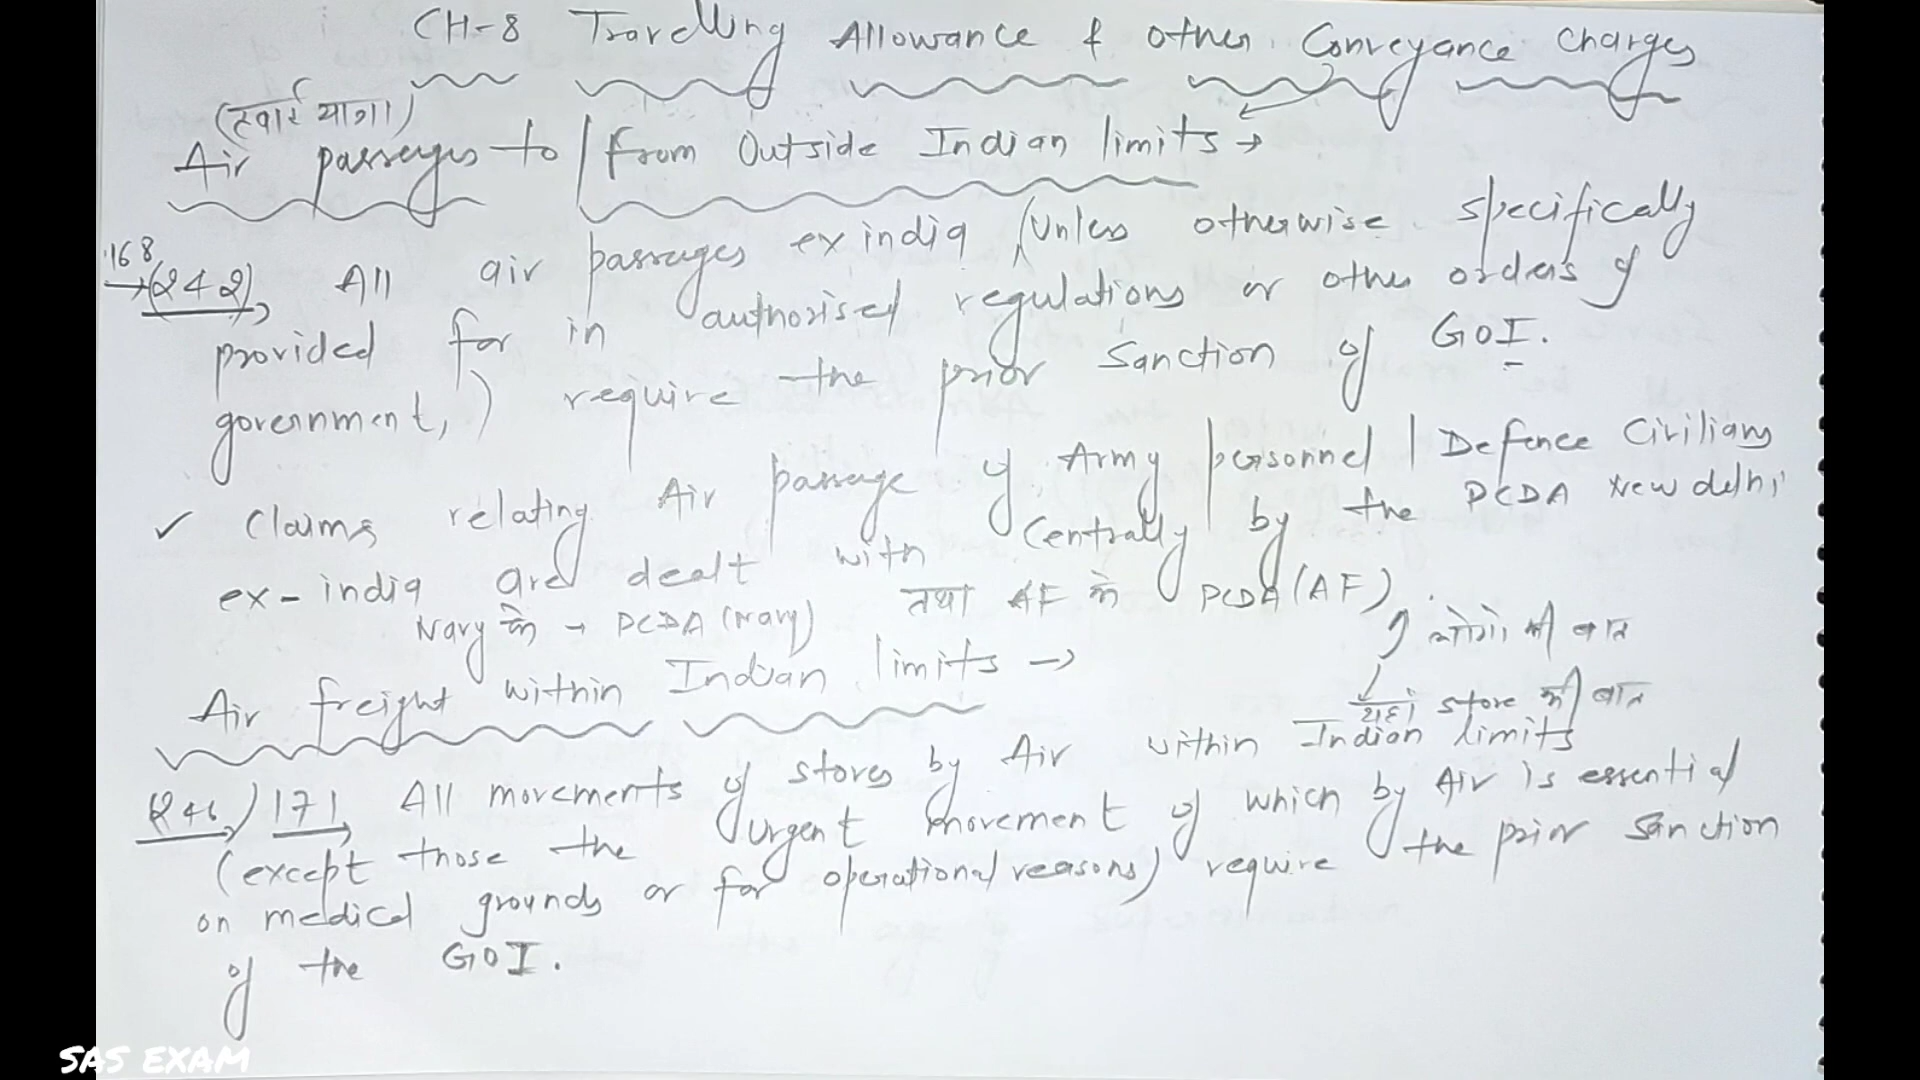 CH-8 Travelling Allowance & other Conveyance charges
(हवाई यात्रा)
Air passages to / from Outside Indian limits →
168
→(242), All air passages ex india (Unless otherwise specifically
provided for in authorised regulations or other orders of
government,) require the prior Sanction of GOI.
✓ Claims relating Air passage of Army personnel / Defence Civilians
ex-india are dealt with Centrally by the PCDA New delhi
Navy के → PCDA (Navy) तथा AF के PCDA (AF).
लोगो की बात
Air freight within Indian limits →
यहां store की बात
(246) / 171, All movements of stores by Air within Indian limits
(except those the urgent movement of which by Air is essential
on medical grounds or for operational reasons) require the prior Sanction
of the GOI.
SAS EXAM